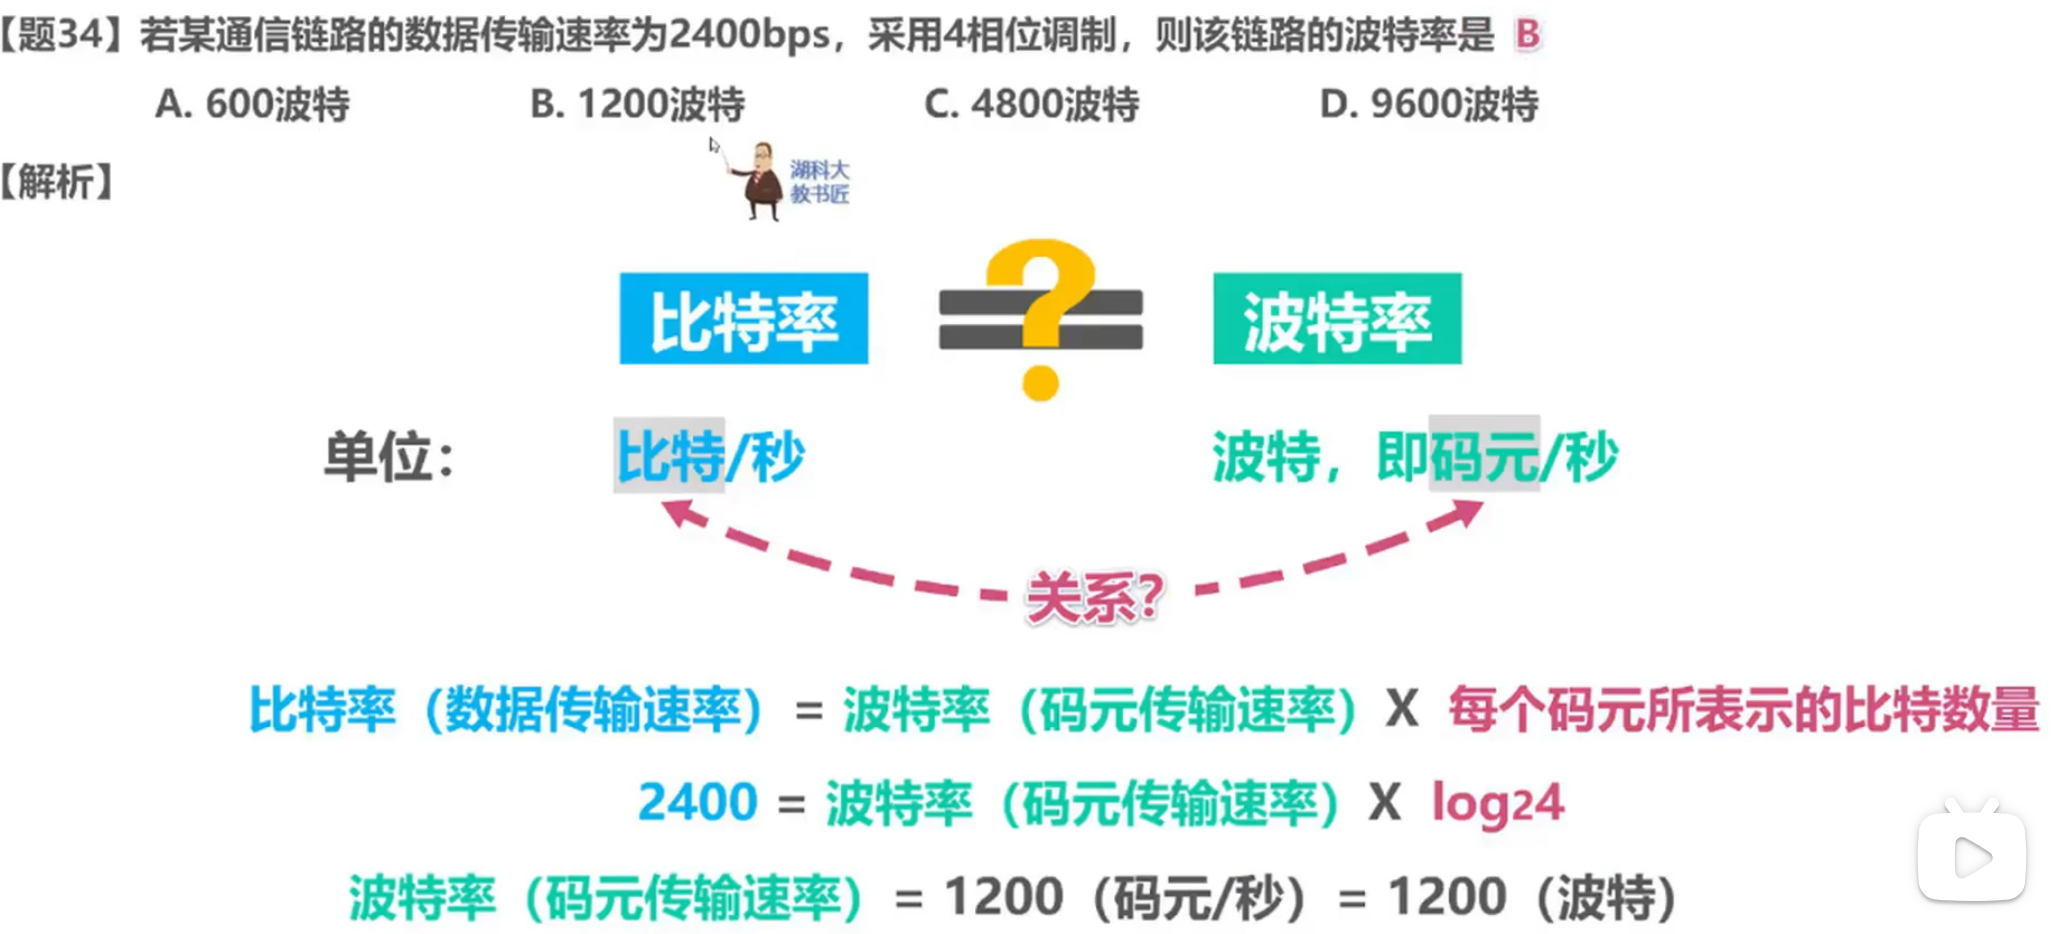 【题34】若某通信链路的数据传输速率为2400bps，采用4相位调制，则该链路的波特率是 B
A. 600波特 B. 1200波特 C. 4800波特 D. 9600波特
【解析】
湖科大
教书匠
比特率 ? 波特率
单位： 比特/秒 波特，即码元/秒
关系?
比特率（数据传输速率） = 波特率（码元传输速率） X 每个码元所表示的比特数量
2400 = 波特率（码元传输速率） X log24
波特率（码元传输速率） = 1200（码元/秒） = 1200（波特）